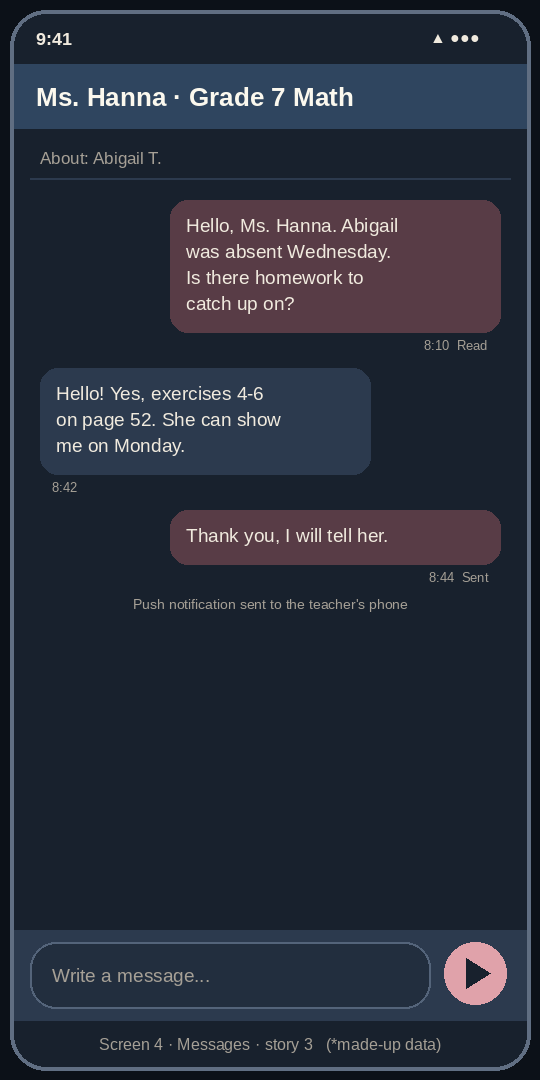 9:41
Ms. Hanna · Grade 7 Math
About: Abigail T.
Hello, Ms. Hanna. Abigail
was absent Wednesday.
Is there homework to
catch up on?
8:10 Read
Hello! Yes, exercises 4-6
on page 52. She can show
me on Monday.
8:42
Thank you, I will tell her.
8:44 Sent
Push notification sent to the teacher's phone
Write a message...
Screen 4 · Messages · story 3 (*made-up data)